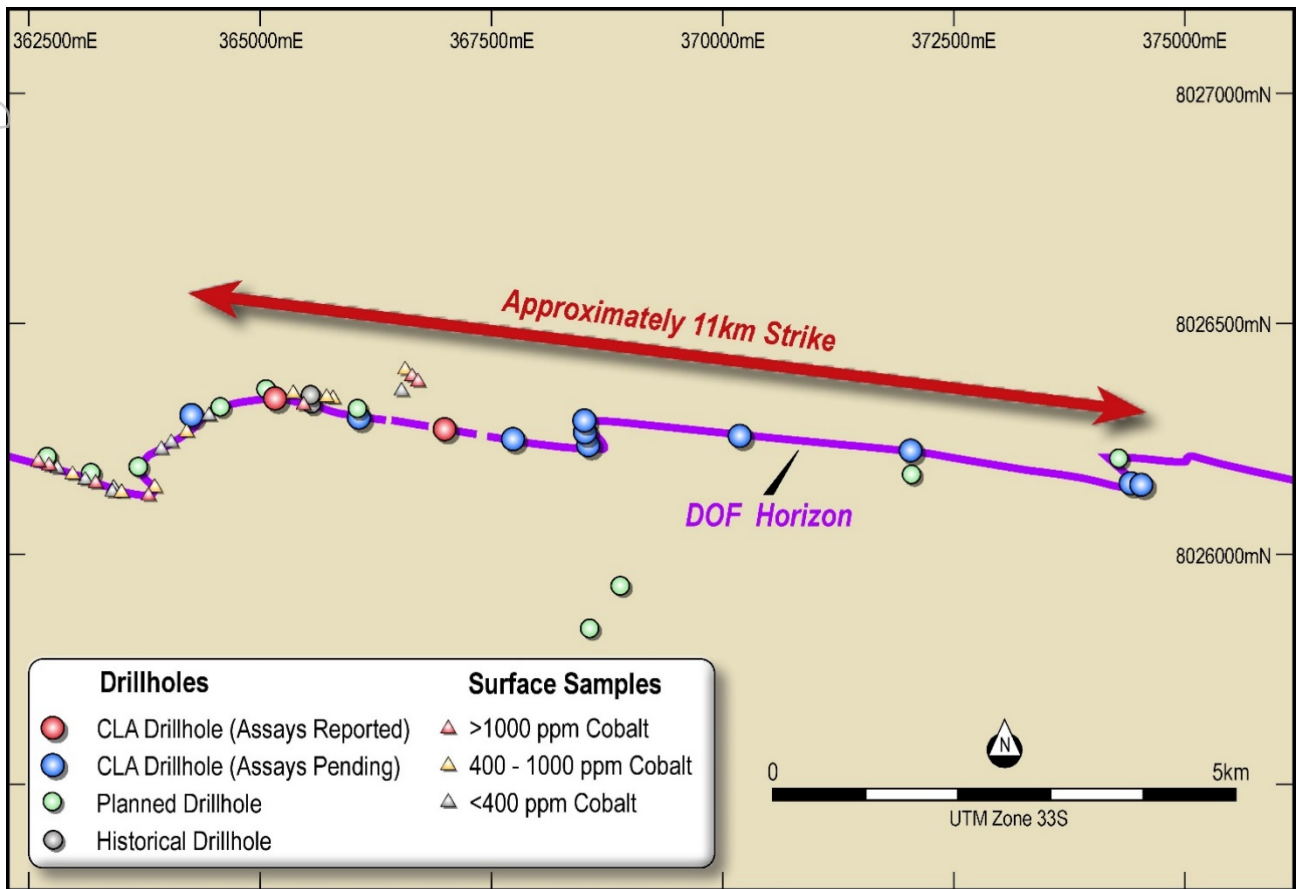 362500mE
365000mE
367500mE
370000mE
372500mE
375000mE
8027000mN
Approximately 11km Strike
8026500mN
DOF Horizon
8026000mN
Drillholes
CLA Drillhole (Assays Reported)
CLA Drillhole (Assays Pending)
Planned Drillhole
Historical Drillhole
Surface Samples
>1000 ppm Cobalt
400 - 1000 ppm Cobalt
<400 ppm Cobalt
N
0
5km
UTM Zone 33S